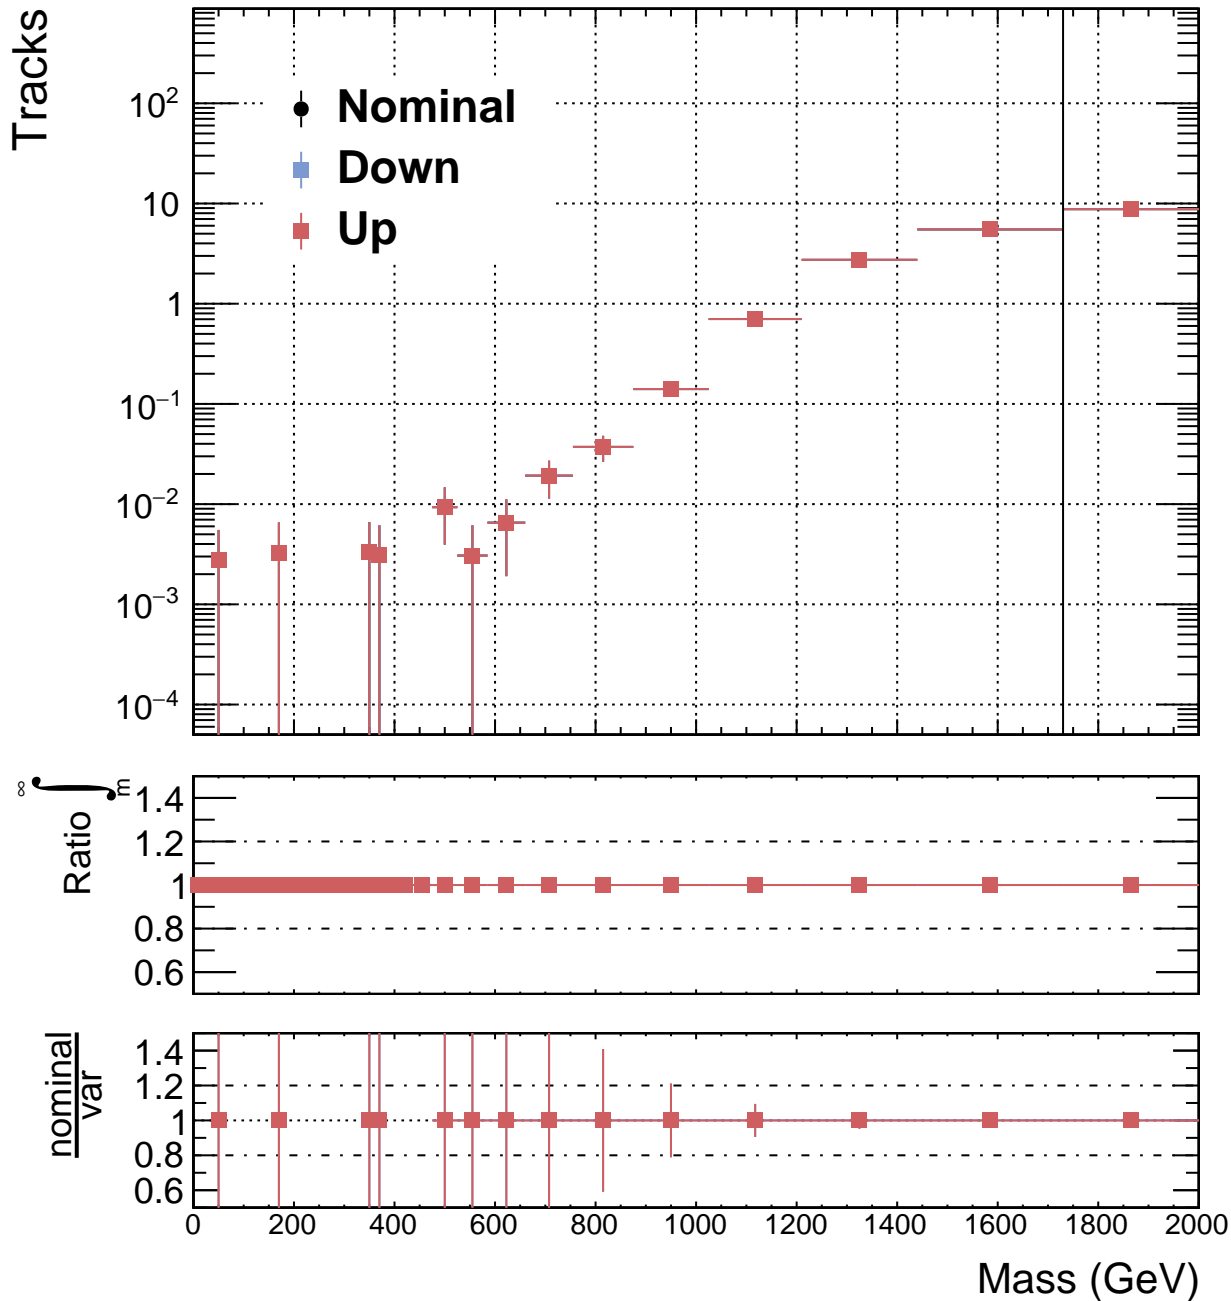 Tracks
10²
10
1
10⁻¹
10⁻²
10⁻³
10⁻⁴
Nominal
Down
Up
Ratio ∫ₘ^∞
1.4
1.2
1
0.8
0.6
nominal
var
1.4
1.2
1
0.8
0.6
0 200 400 600 800 1000 1200 1400 1600 1800 2000
Mass (GeV)